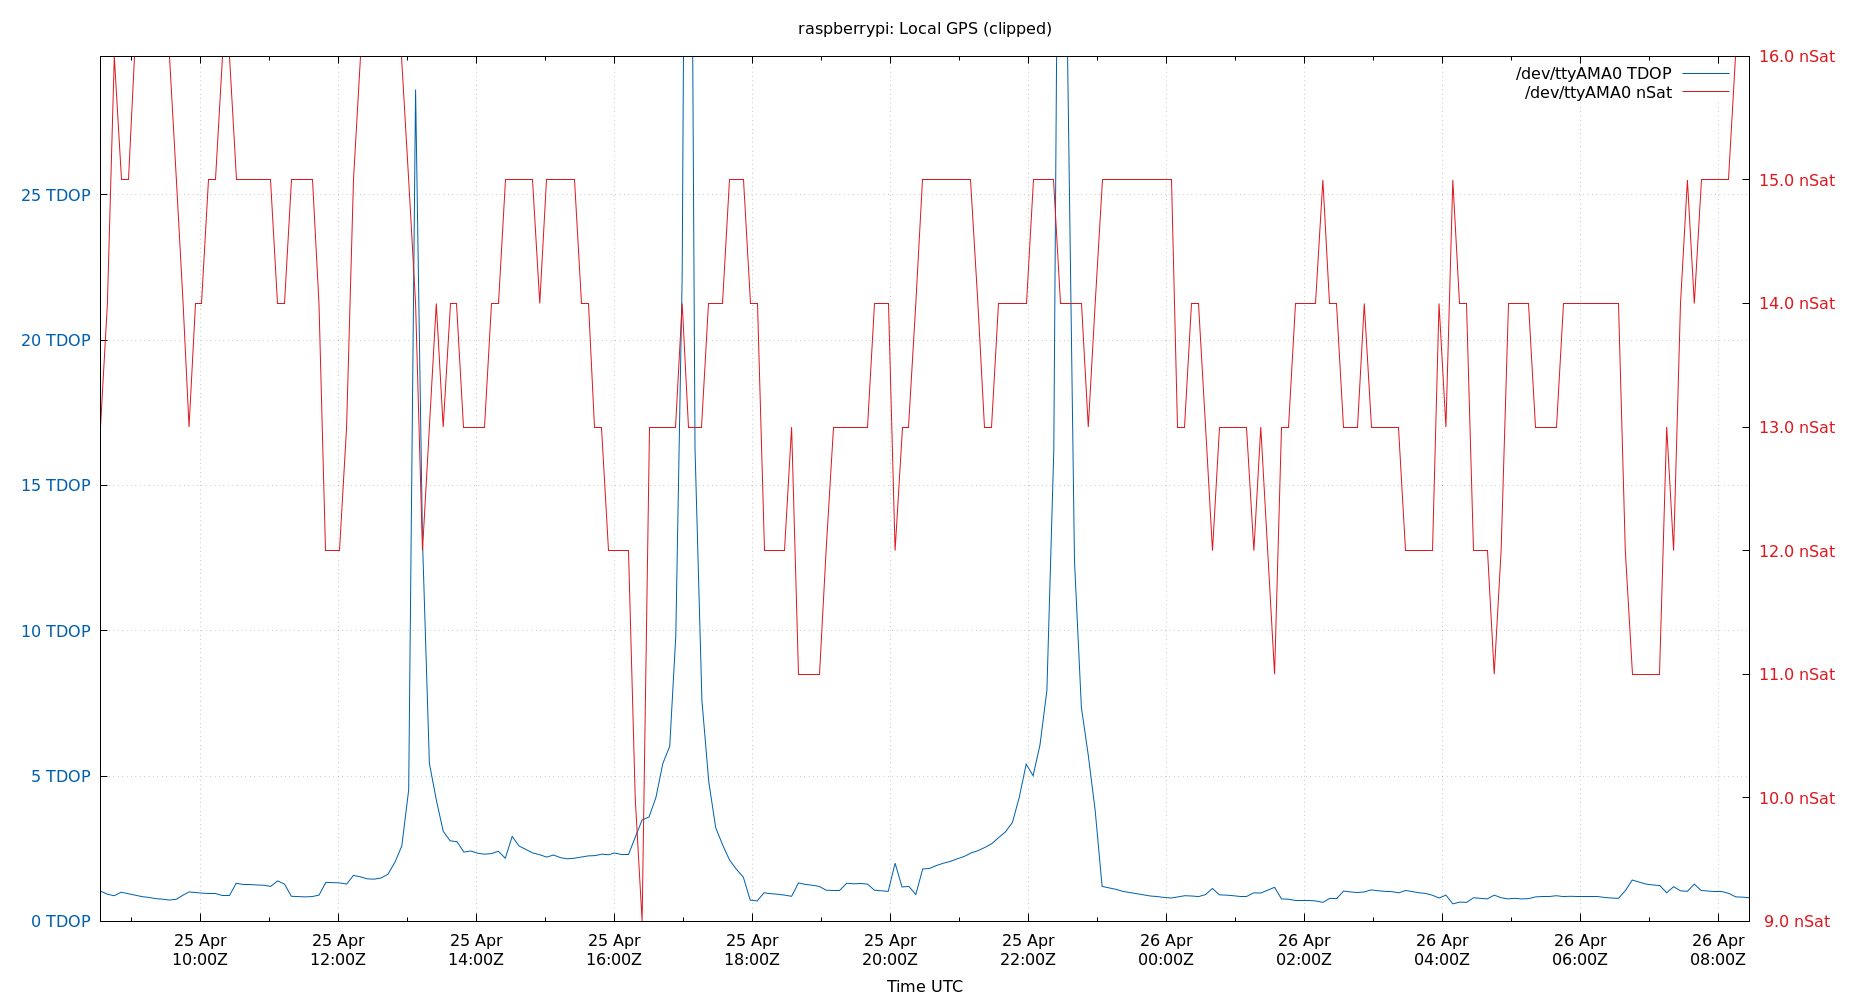 raspberrypi: Local GPS (clipped)
/dev/ttyAMA0 TDOP
/dev/ttyAMA0 nSat
25 TDOP
20 TDOP
15 TDOP
10 TDOP
5 TDOP
0 TDOP
16.0 nSat
15.0 nSat
14.0 nSat
13.0 nSat
12.0 nSat
11.0 nSat
10.0 nSat
9.0 nSat
25 Apr
10:00Z
25 Apr
12:00Z
25 Apr
14:00Z
25 Apr
16:00Z
25 Apr
18:00Z
25 Apr
20:00Z
25 Apr
22:00Z
26 Apr
00:00Z
26 Apr
02:00Z
26 Apr
04:00Z
26 Apr
06:00Z
26 Apr
08:00Z
Time UTC